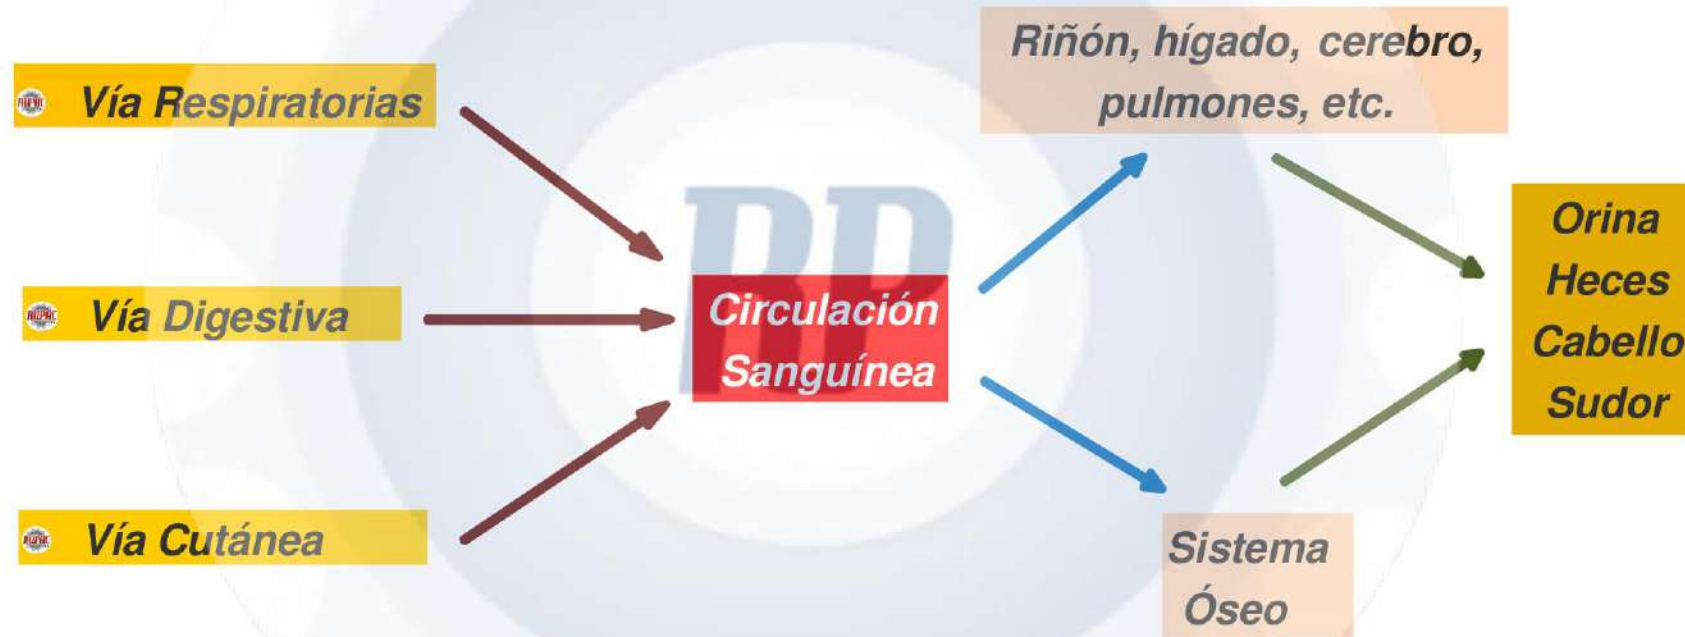 Vía Respiratorias
Vía Digestiva
Vía Cutánea
RP
Circulación
Sanguínea
Riñón, hígado, cerebro,
pulmones, etc.
Sistema
Óseo
Orina
Heces
Cabello
Sudor